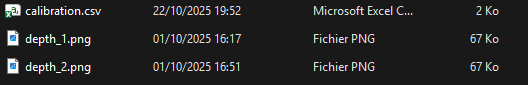 calibration.csv 22/10/2025 19:52 Microsoft Excel C... 2 Ko
depth_1.png 01/10/2025 16:17 Fichier PNG 67 Ko
depth_2.png 01/10/2025 16:51 Fichier PNG 67 Ko